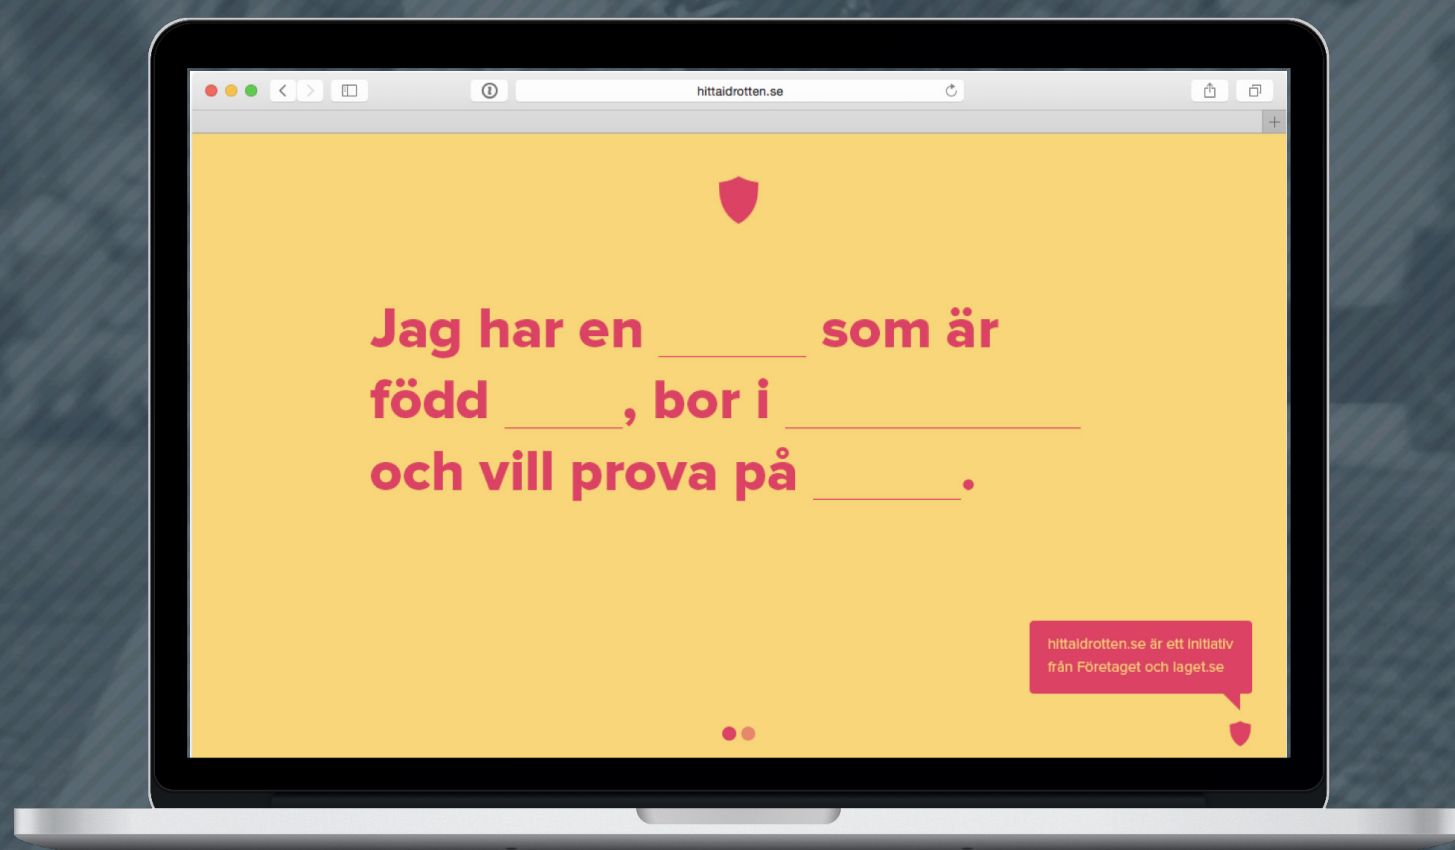 hittaidrotten.se
Jag har en ______ som är
född _____, bor i ____________
och vill prova på ______.
hittaidrotten.se är ett initiativ
från Företaget och laget.se